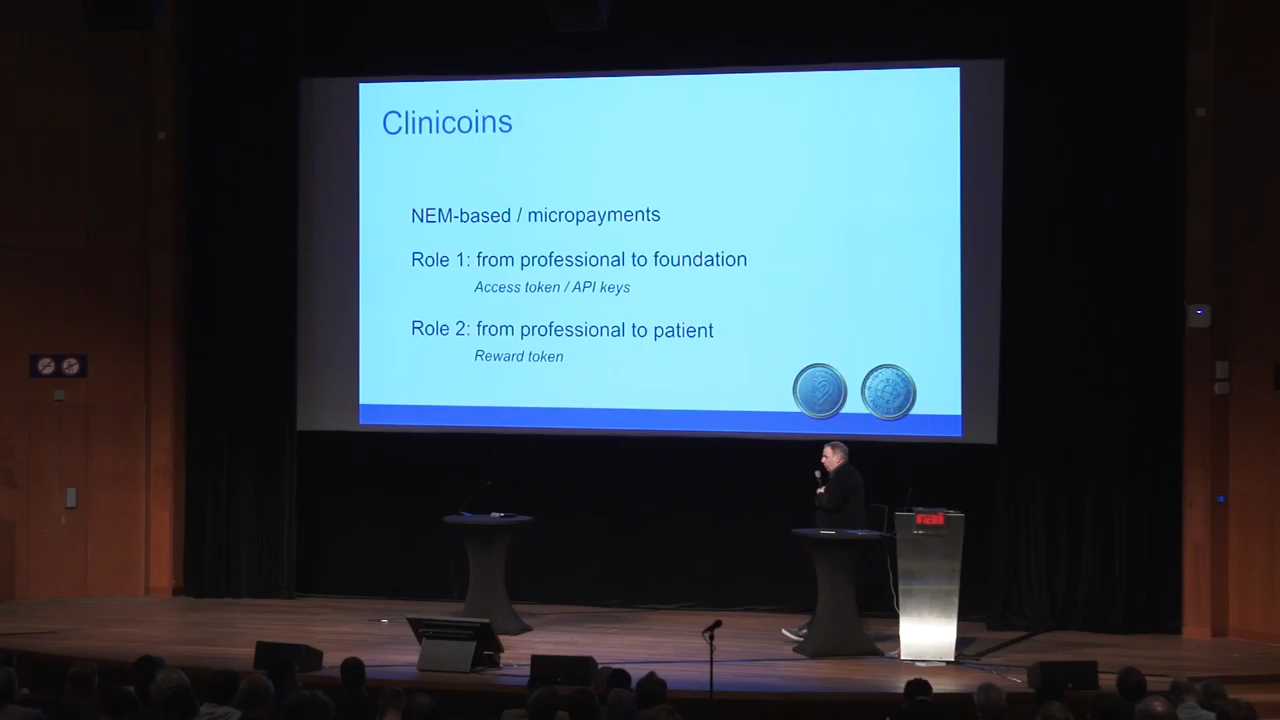 Clinicoins
NEM-based / micropayments
Role 1: from professional to foundation
Access token / API keys
Role 2: from professional to patient
Reward token
rai